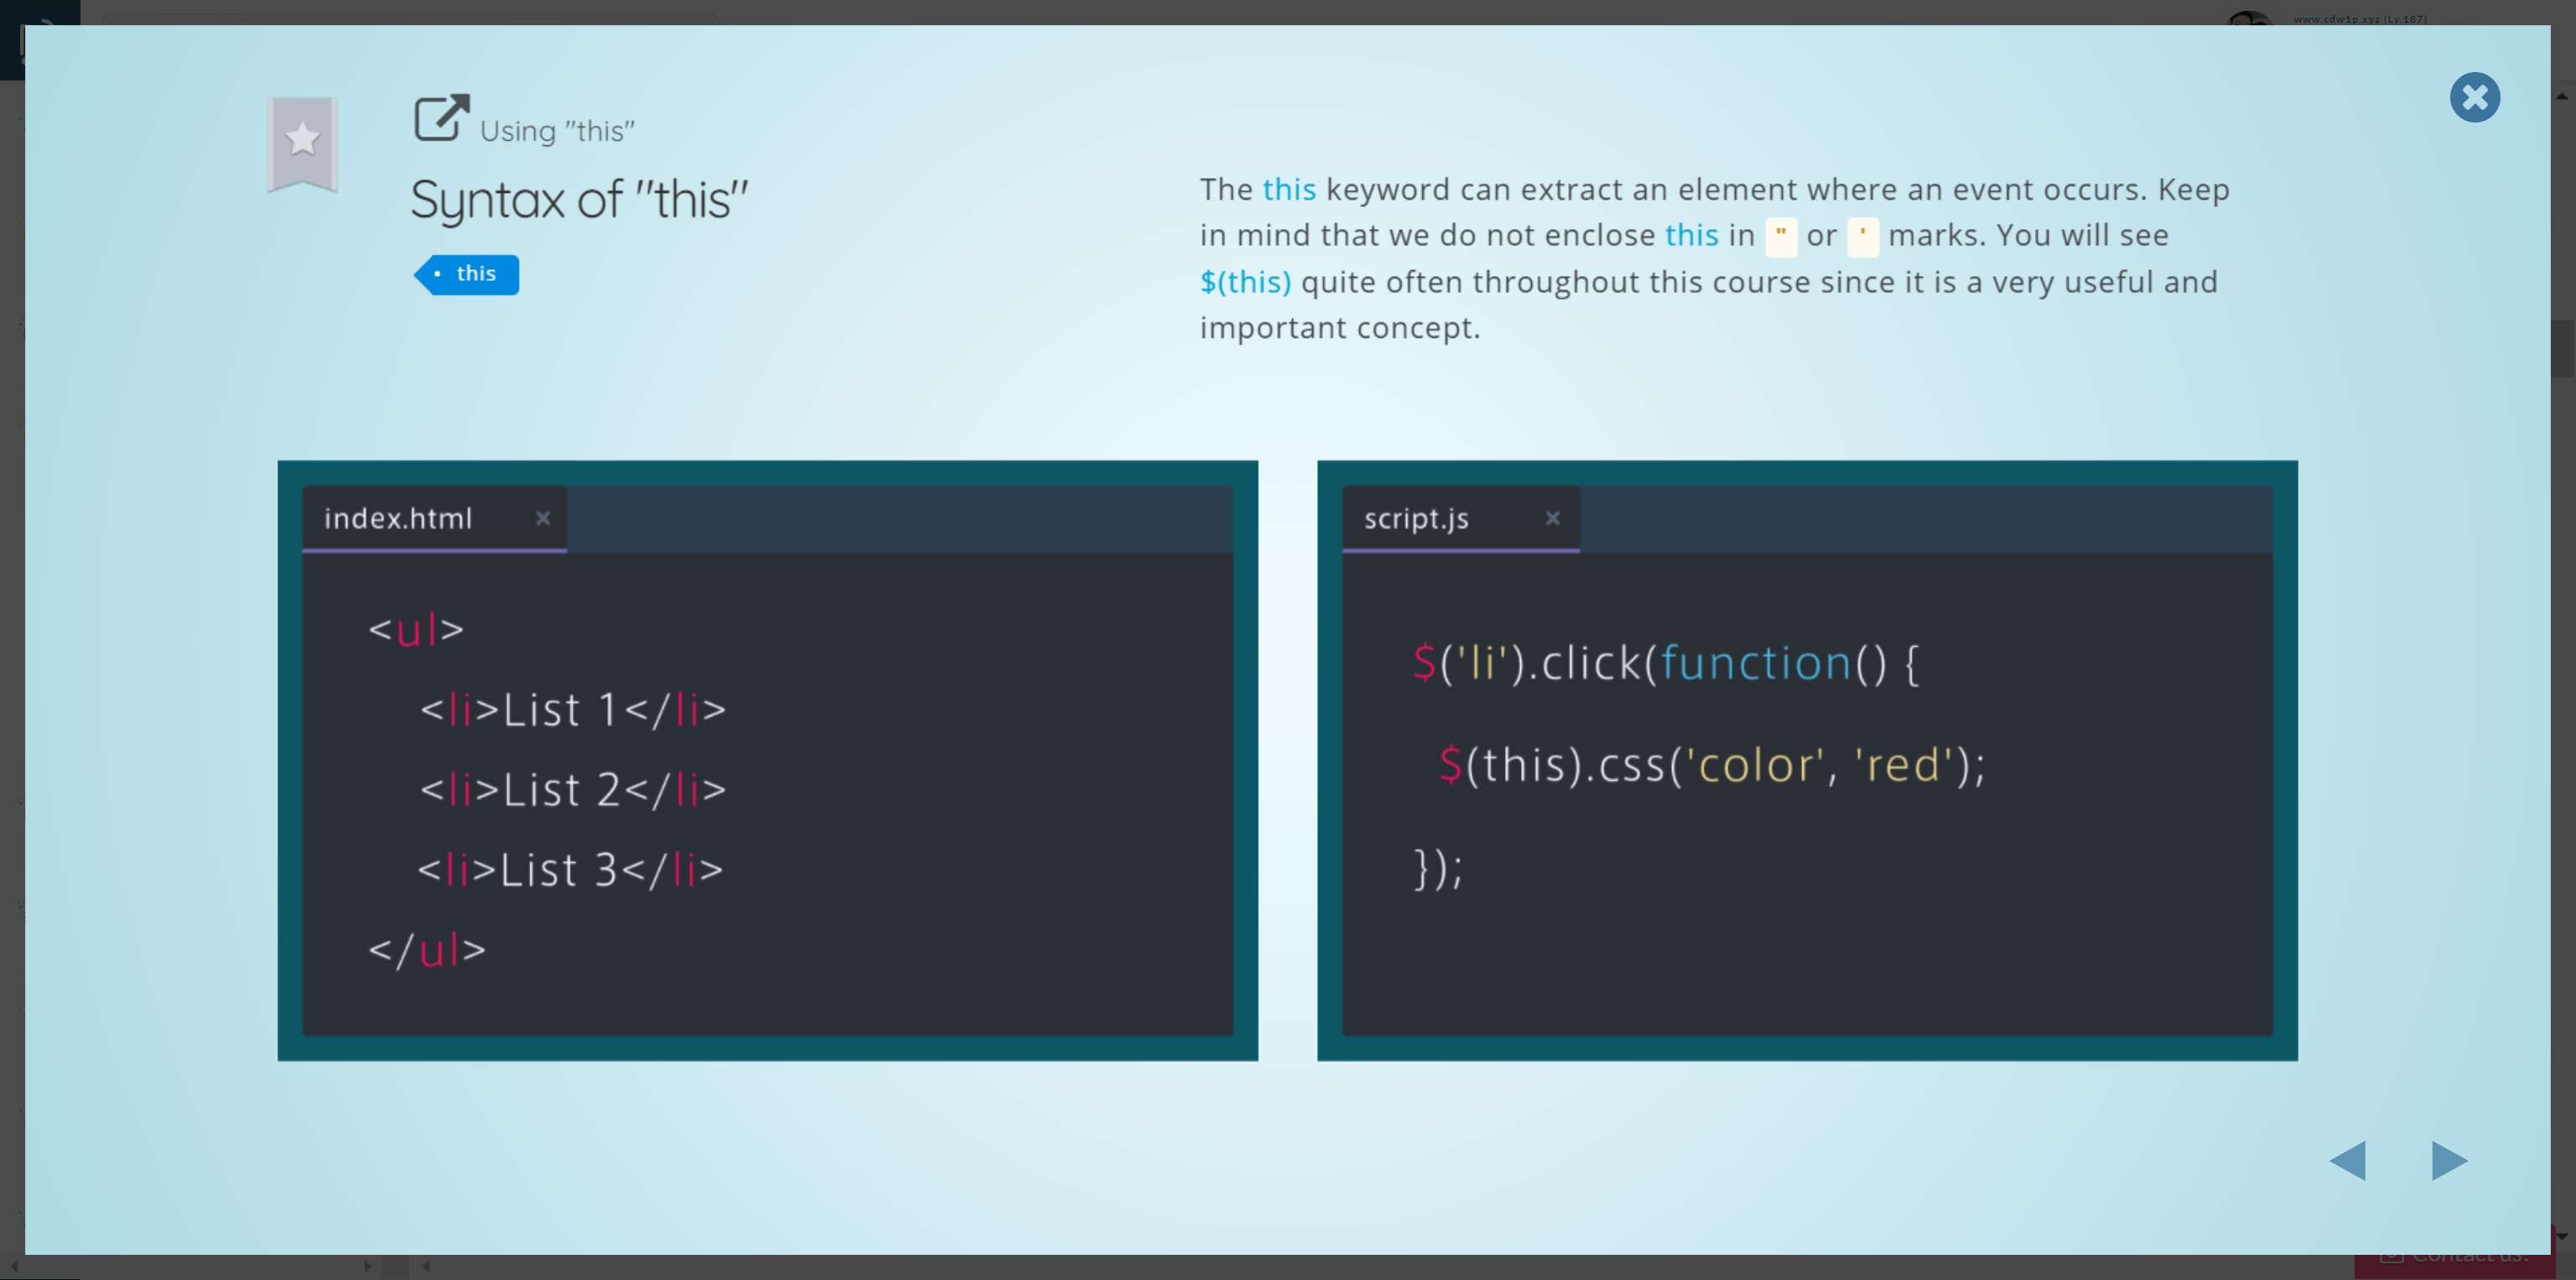 www.cdw1p.xyz (Lv.187)
Using "this"
Syntax of "this"
this
The this keyword can extract an element where an event occurs. Keep
in mind that we do not enclose this in " or ' marks. You will see
$(this) quite often throughout this course since it is a very useful and
important concept.
index.html
<ul>
<li>List 1</li>
<li>List 2</li>
<li>List 3</li>
</ul>
script.js
$('li').click(function() {
$(this).css('color', 'red');
});
Contact us!